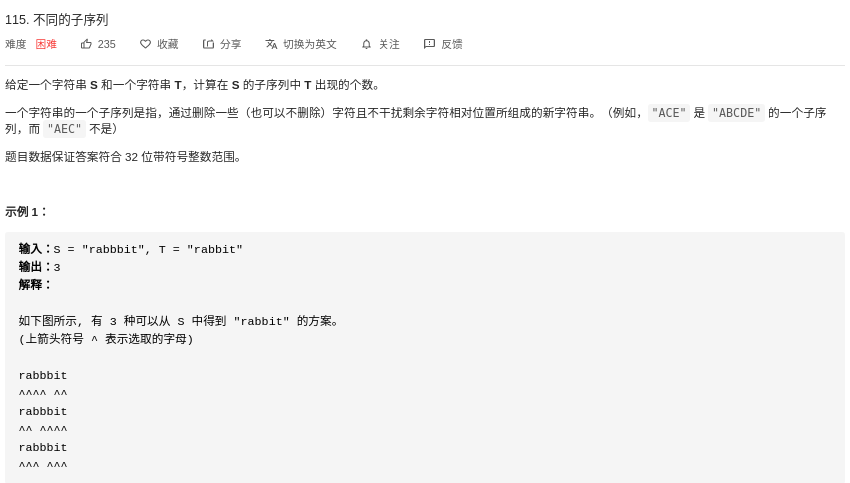 115. 不同的子序列
难度 困难 235 收藏 分享 切换为英文 关注 反馈
给定一个字符串 S 和一个字符串 T，计算在 S 的子序列中 T 出现的个数。
一个字符串的一个子序列是指，通过删除一些（也可以不删除）字符且不干扰剩余字符相对位置所组成的新字符串。（例如，"ACE" 是 "ABCDE" 的一个子序
列，而 "AEC" 不是）
题目数据保证答案符合 32 位带符号整数范围。
示例 1：
输入：S = "rabbbit", T = "rabbit"
输出：3
解释：
如下图所示, 有 3 种可以从 S 中得到 "rabbit" 的方案。
(上箭头符号 ^ 表示选取的字母)
rabbbit
^^^^ ^^
rabbbit
^^ ^^^^
rabbbit
^^^ ^^^